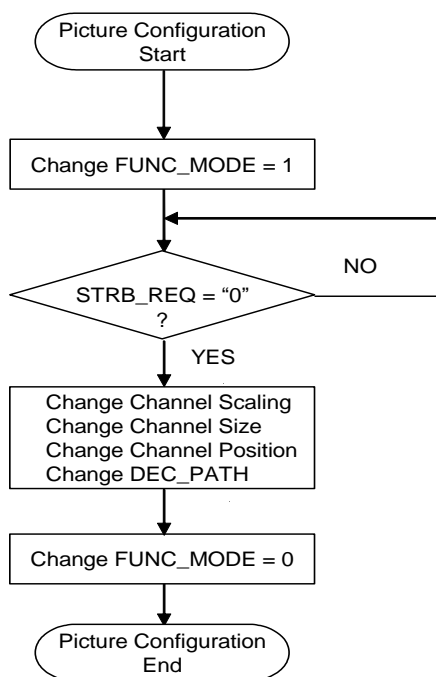 Picture Configuration
Start
Change FUNC_MODE = 1
NO
STRB_REQ = “0”
?
YES
Change Channel Scaling
Change Channel Size
Change Channel Position
Change DEC_PATH
Change FUNC_MODE = 0
Picture Configuration
End